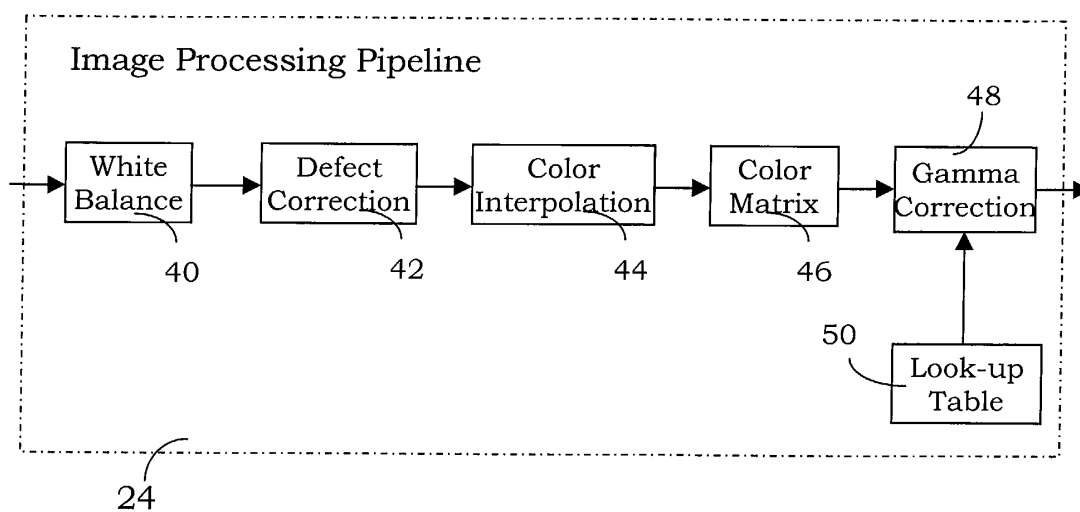 Image Processing Pipeline
48
White
Balance
Defect
Correction
Color
Interpolation
Color
Matrix
Gamma
Correction
40
42
44
46
50
Look-up
Table
24